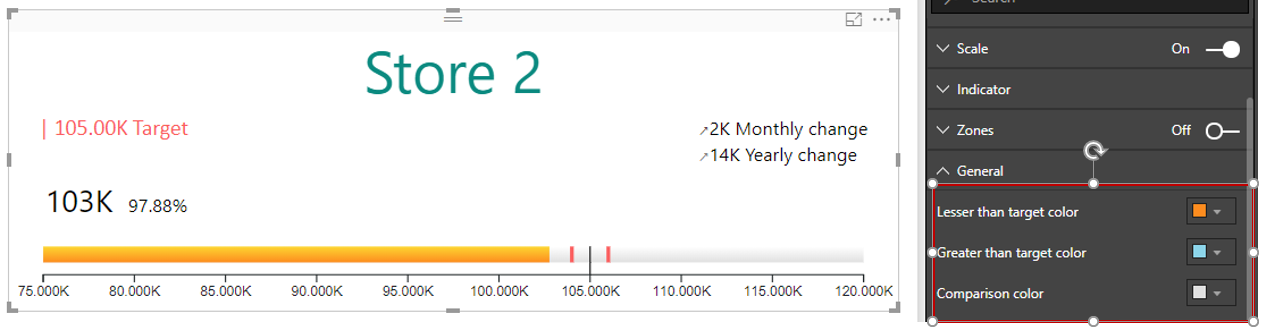 Store 2
| 105.00K Target
↗2K Monthly change
↗14K Yearly change
103K 97.88%
75.000K 80.000K 85.000K 90.000K 95.000K 100.000K 105.000K 110.000K 115.000K 120.000K
Search
Scale On
Indicator
Zones Off
General
Lesser than target color
Greater than target color
Comparison color